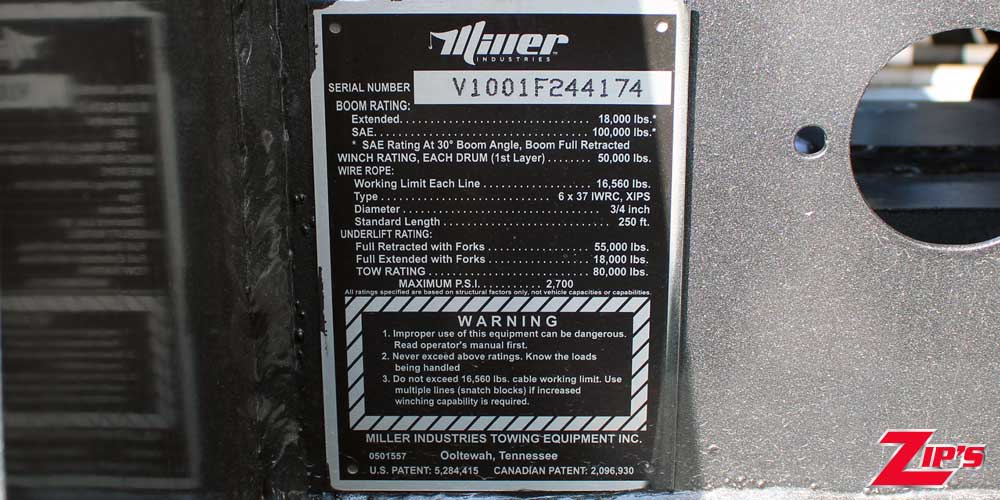 Miller
INDUSTRIES
SERIAL NUMBER V1001F244174
BOOM RATING:
Extended. . . . . . . . . . . . . . . . . . . . . . . . 18,000 lbs.*
SAE. . . . . . . . . . . . . . . . . . . . . . . . . . . 100,000 lbs.*
* SAE Rating At 30° Boom Angle, Boom Full Retracted
WINCH RATING, EACH DRUM (1st Layer) . . . . . . . . 50,000 lbs.
WIRE ROPE:
Working Limit Each Line . . . . . . . . . . . . . . 16,560 lbs.
Type . . . . . . . . . . . . . . . . . . . . . . 6 x 37 IWRC, XIPS
Diameter . . . . . . . . . . . . . . . . . . . . . . . . 3/4 inch
Standard Length . . . . . . . . . . . . . . . . . . . . 250 ft.
UNDERLIFT RATING:
Full Retracted with Forks . . . . . . . . . . . . . 55,000 lbs.
Full Extended with Forks . . . . . . . . . . . . . 18,000 lbs.
TOW RATING . . . . . . . . . . . . . . . . . . . . . 80,000 lbs.
MAXIMUM P.S.I. . . . . . . . . . . 2,700
All ratings specified are based on structural factors only, not vehicle capacities or capabilities.
WARNING
1. Improper use of this equipment can be dangerous.
Read operator's manual first.
2. Never exceed above ratings. Know the loads
being handled
3. Do not exceed 16,560 lbs. cable working limit. Use
multiple lines (snatch blocks) if increased
winching capability is required.
MILLER INDUSTRIES TOWING EQUIPMENT INC.
0501557 Ooltewah, Tennessee
U.S. PATENT: 5,284,415 CANADIAN PATENT: 2,096,930
ZIP'S